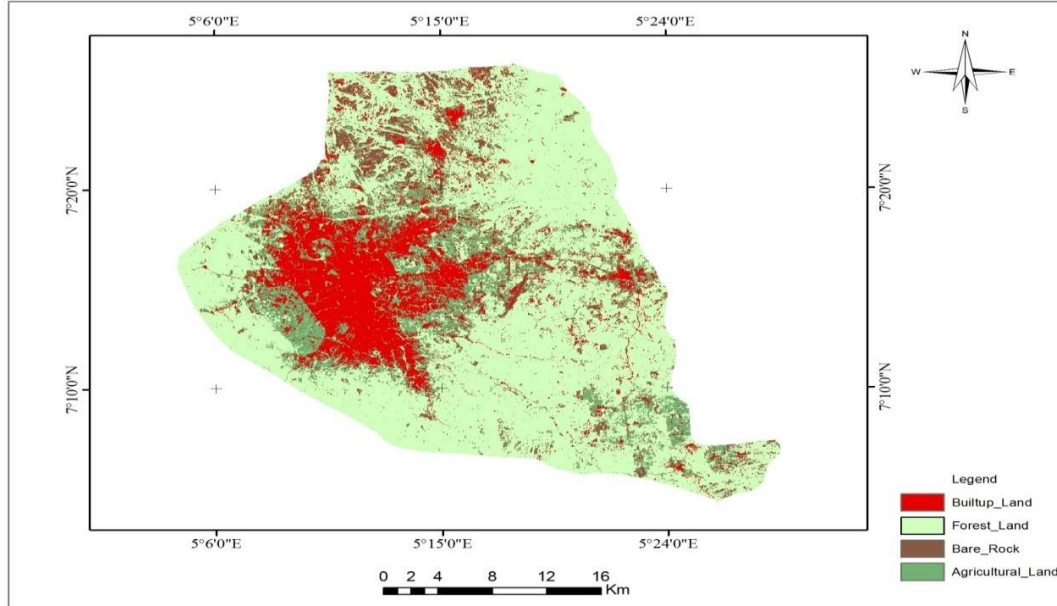 5°6'0"E 5°15'0"E 5°24'0"E
N
W E
S
7°20'0"N 7°20'0"N
7°10'0"N 7°10'0"N
5°6'0"E 5°15'0"E 5°24'0"E
Legend
Builtup_Land
Forest_Land
Bare_Rock
Agricultural_Land
0 2 4 8 12 16
Km